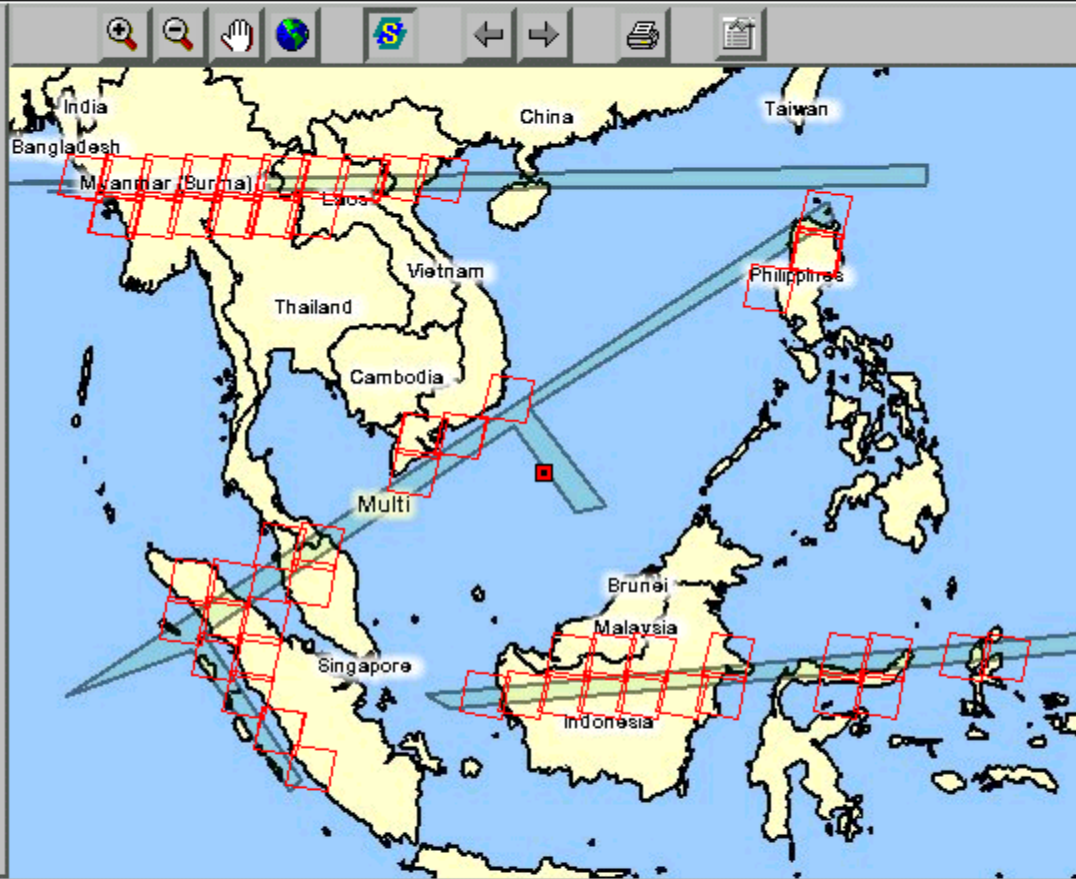 S
India
China
Taiwan
Bangladesh
Myanmar (Burma)
Laos
Vietnam
Philippines
Thailand
Cambodia
Multi
Brunei
Malaysia
Singapore
Indonesia